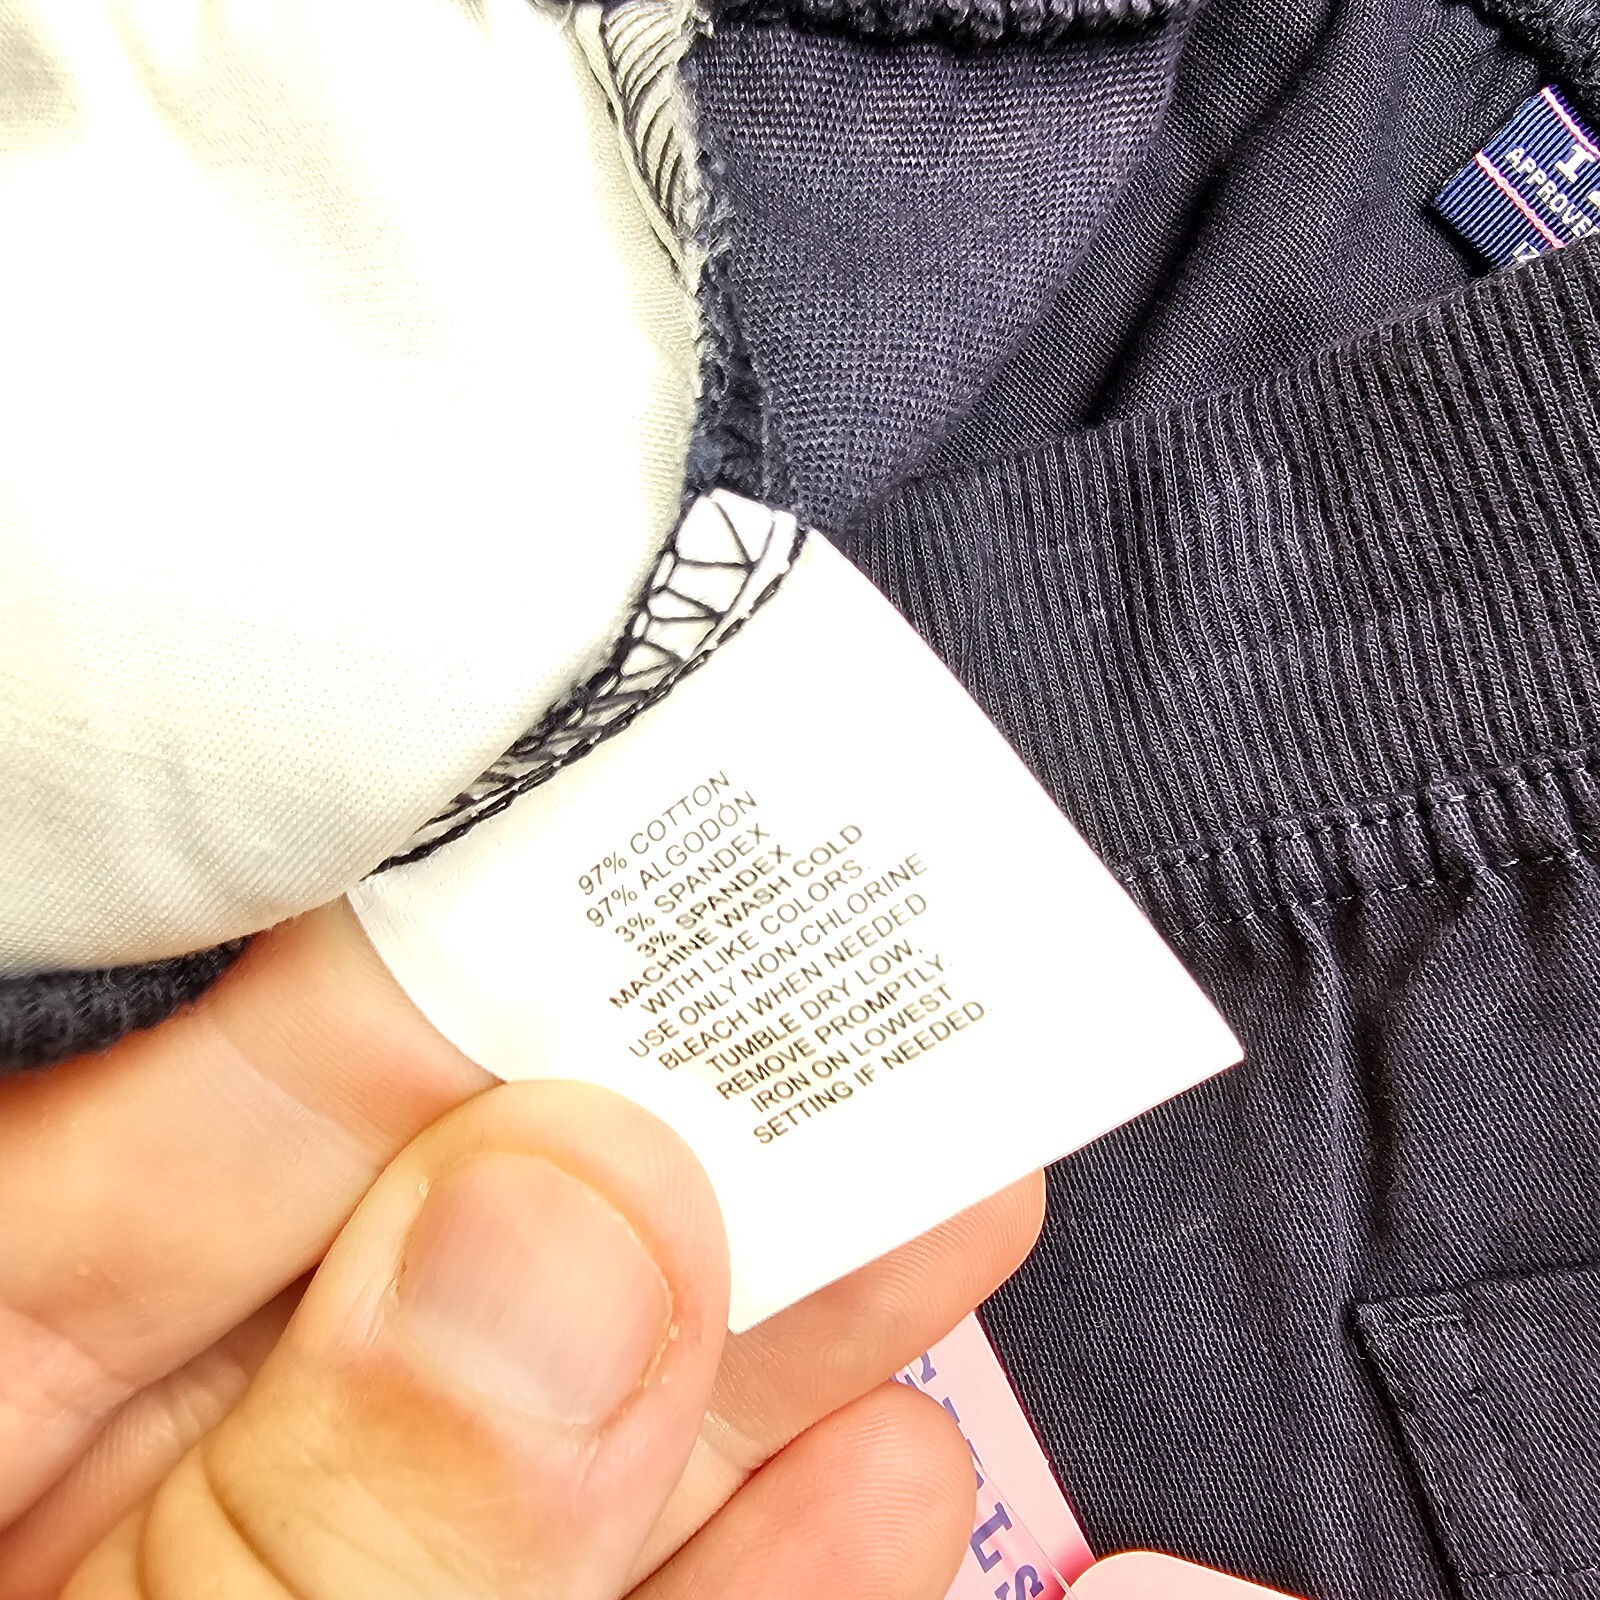 APPROVED
97% COTTON
97% ALGODÓN
3% SPANDEX
3% SPANDEX
MACHINE WASH COLD
WITH LIKE COLORS.
USE ONLY NON-CHLORINE
BLEACH WHEN NEEDED
TUMBLE DRY LOW,
REMOVE PROMPTLY.
IRON ON LOWEST
SETTING IF NEEDED.